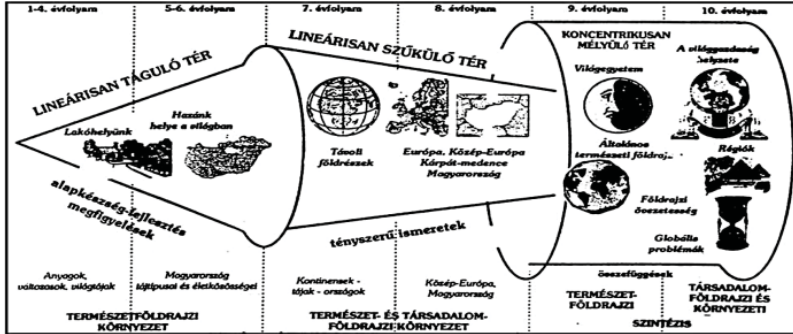 1-4. évfolyam
5-6. évfolyam
7. évfolyam
8. évfolyam
9. évfolyam
10. évfolyam
LINEÁRISAN TÁGULÓ TÉR
LINEÁRISAN SZŰKÜLŐ TÉR
KONCENTRIKUSAN
MÉLYÜLŐ TÉR
A világgazdaság
helyzete
Világegyetem
Lakóhelyünk
Hazánk
helye a világban
Távoli
földrészek
Európa, Közép-Európa
Kárpát-medence
Magyarország
Általános
természeti földraj
Régiók
Földrajzi
övezetesség
Globális
problémák
alapkészség-fejlesztés
megfigyelések
tényszerű ismeretek
összefüggések
Anyagok,
változások, világtájak
Magyarország
tájtípusai és életközösségei
Kontinensek -
tájak - országok
Közép-Európa,
Magyarország
TERMÉSZETFÖLDRAJZI
KÖRNYEZET
TERMÉSZET- ÉS TÁRSADALOM-
FÖLDRAJZI KÖRNYEZET
TERMÉSZET-
FÖLDRAJZI
TÁRSADALOM-
FÖLDRAJZI ÉS
KÖRNYEZETI
SZINTÉZIS